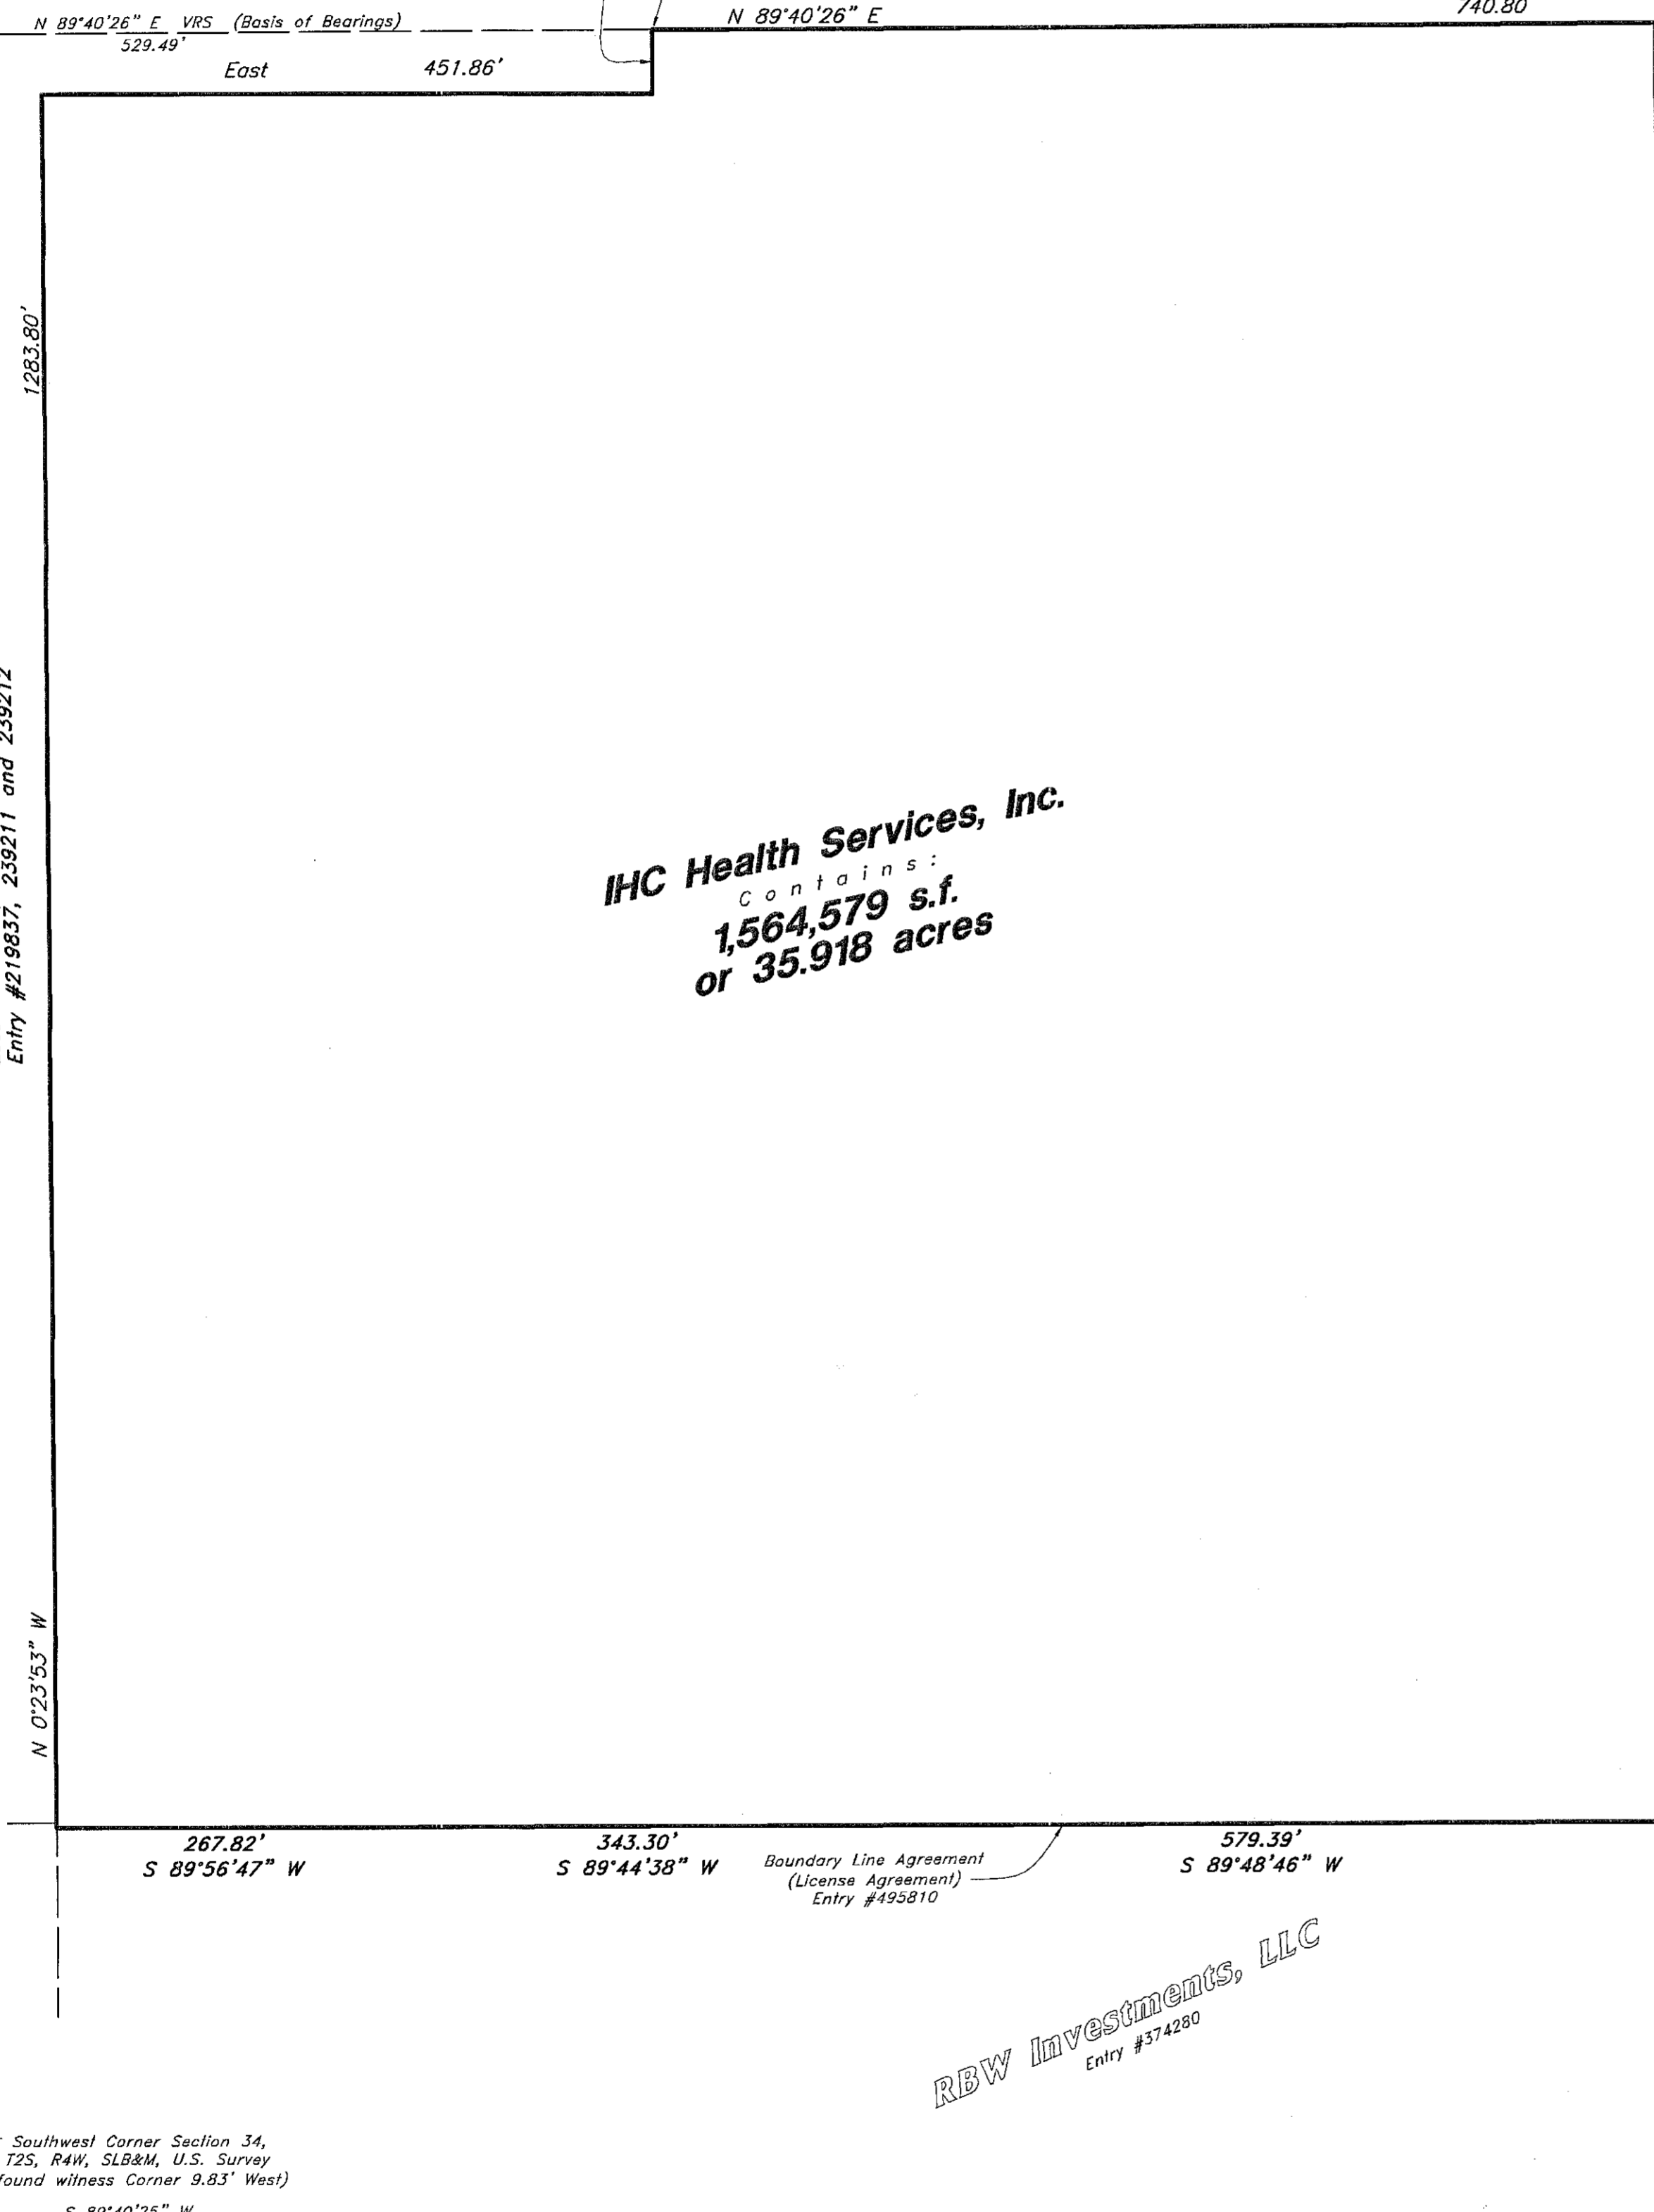 N 89°40'26" E VRS (Basis of Bearings)
529.49'
East 451.86'
N 89°40'26" E
740.80
1283.80'
Entry #219837, 239211 and 239212
N 0°23'53" W
IHC Health Services, Inc.
Contains:
1,564,579 s.f.
or 35.918 acres
267.82'
S 89°56'47" W
343.30'
S 89°44'38" W
Boundary Line Agreement
(License Agreement)
Entry #495810
579.39'
S 89°48'46" W
RBW Investments, LLC
Entry #374280
Southwest Corner Section 34,
T2S, R4W, SLB&M, U.S. Survey
found witness Corner 9.83' West)